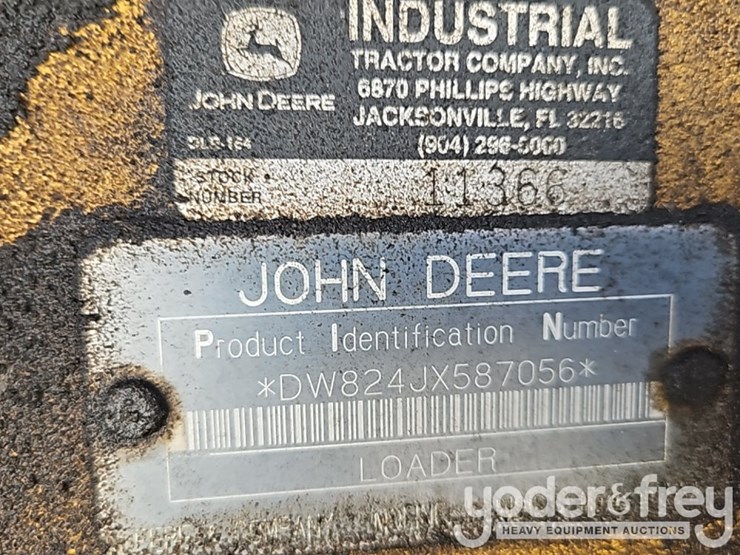 INDUSTRIAL
TRACTOR COMPANY, INC.
6870 PHILLIPS HIGHWAY
JACKSONVILLE, FL 32216
(904) 296-5000
JOHN DEERE
STOCK
NUMBER
11366
JOHN DEERE
Product Identification Number
*DW824JX587056*
LOADER
yoder&frey
HEAVY EQUIPMENT AUCTIONS